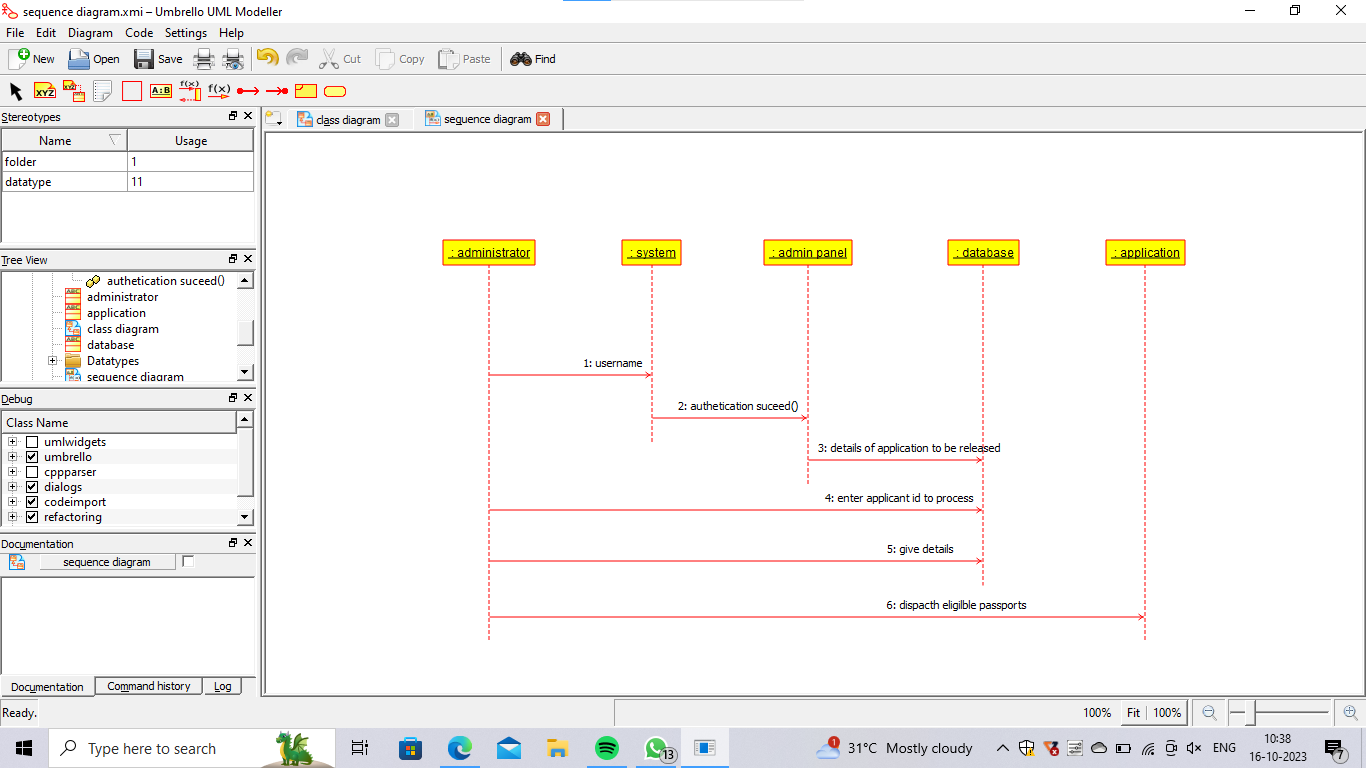 sequence diagram.xmi – Umbrello UML Modeller
File Edit Diagram Code Settings Help
New Open Save Cut Copy Paste Find
XYZ XYZ A:B f(x) f(x)
Stereotypes
Name Usage
folder 1
datatype 11
Tree View
authetication suceed()
administrator
application
class diagram
database
Datatypes
sequence diagram
Debug
Class Name
umlwidgets
umbrello
cppparser
dialogs
codeimport
refactoring
Documentation
sequence diagram
Documentation Command history Log
class diagram sequence diagram
: administrator : system : admin panel : database : application
1: username
2: authetication suceed()
3: details of application to be released
4: enter applicant id to process
5: give details
6: dispacth eligilble passports
Ready. 100% Fit 100%
Type here to search
13
1
31°C Mostly cloudy
ENG
10:38
16-10-2023
7